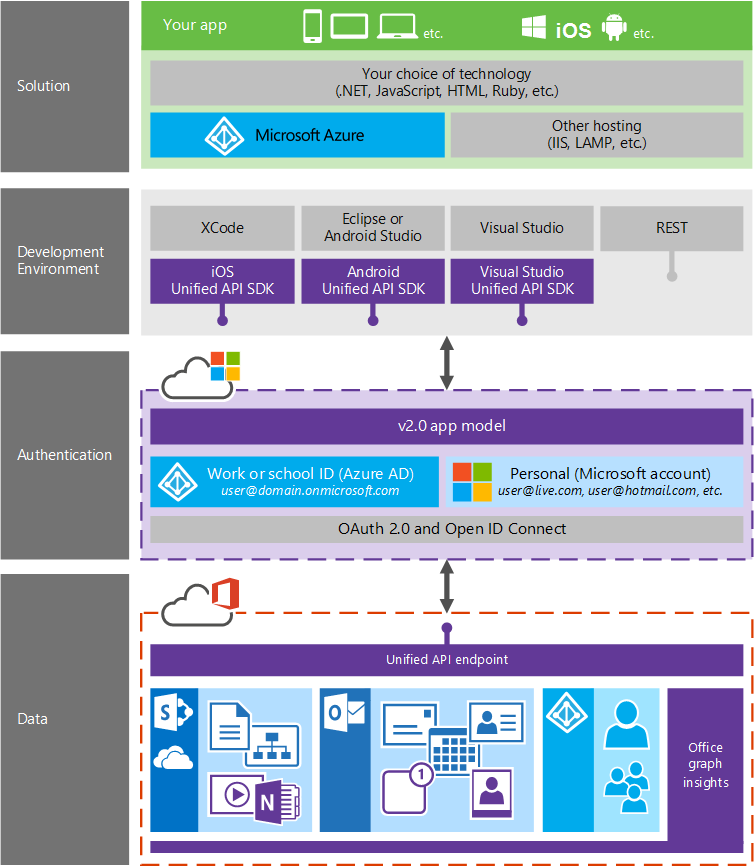 Your app
etc.
iOS
etc.
Solution
Your choice of technology
(.NET, JavaScript, HTML, Ruby, etc.)
Microsoft Azure
Other hosting
(IIS, LAMP, etc.)
Development
Environment
XCode
Eclipse or
Android Studio
Visual Studio
REST
iOS
Unified API SDK
Android
Unified API SDK
Visual Studio
Unified API SDK
Authentication
v2.0 app model
Work or school ID (Azure AD)
user@domain.onmicrosoft.com
Personal (Microsoft account)
user@live.com, user@hotmail.com, etc.
OAuth 2.0 and Open ID Connect
Data
Unified API endpoint
S
O
1
N
Office
graph
insights